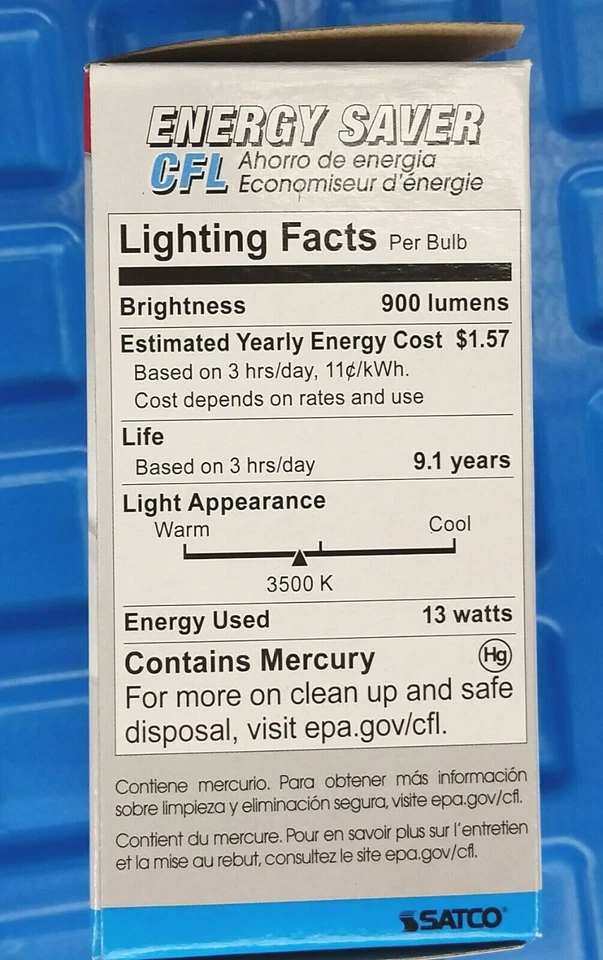 ENERGY SAVER
CFL Ahorro de energia
Economiseur d'énergie
Lighting Facts Per Bulb
Brightness 900 lumens
Estimated Yearly Energy Cost $1.57
Based on 3 hrs/day, 11¢/kWh.
Cost depends on rates and use
Life
Based on 3 hrs/day 9.1 years
Light Appearance
Warm Cool
3500 K
Energy Used 13 watts
Contains Mercury Hg
For more on clean up and safe
disposal, visit epa.gov/cfl.
Contiene mercurio. Para obtener más información
sobre limpieza y eliminación segura, visite epa.gov/cfl.
Contient du mercure. Pour en savoir plus sur l'entretien
et la mise au rebut, consultez le site epa.gov/cfl.
SATCO®